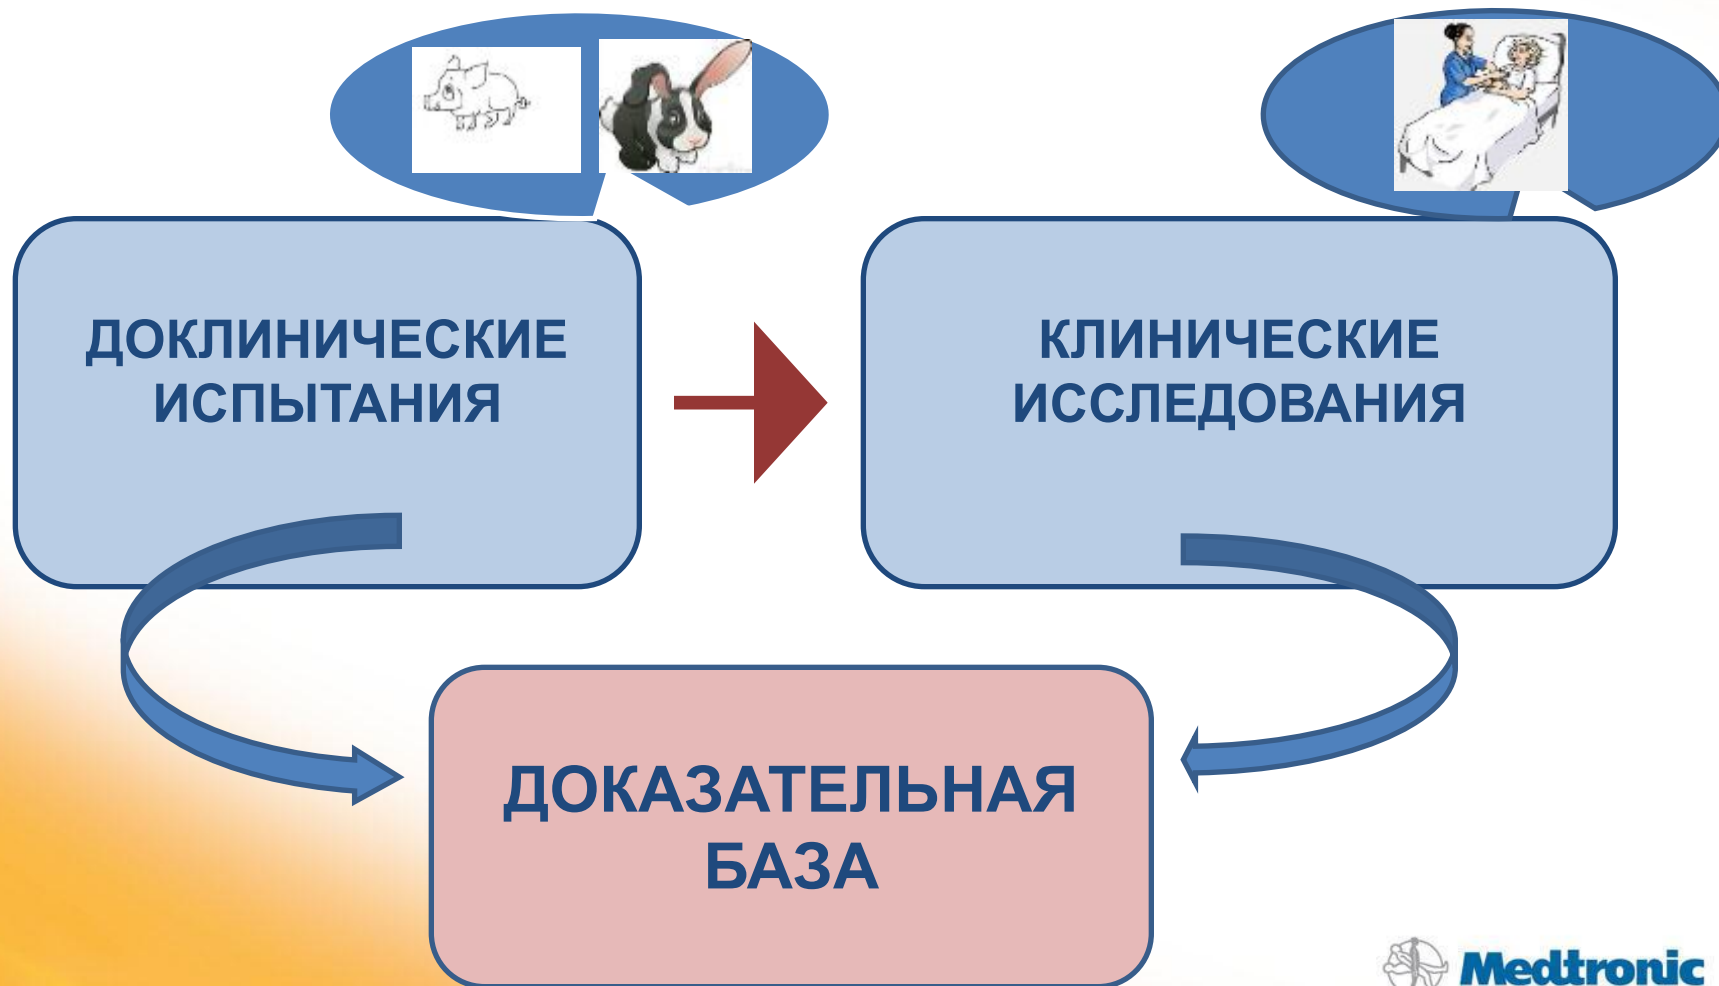 ДОКЛИНИЧЕСКИЕ
ИСПЫТАНИЯ
КЛИНИЧЕСКИЕ
ИССЛЕДОВАНИЯ
ДОКАЗАТЕЛЬНАЯ
БАЗА
Medtronic